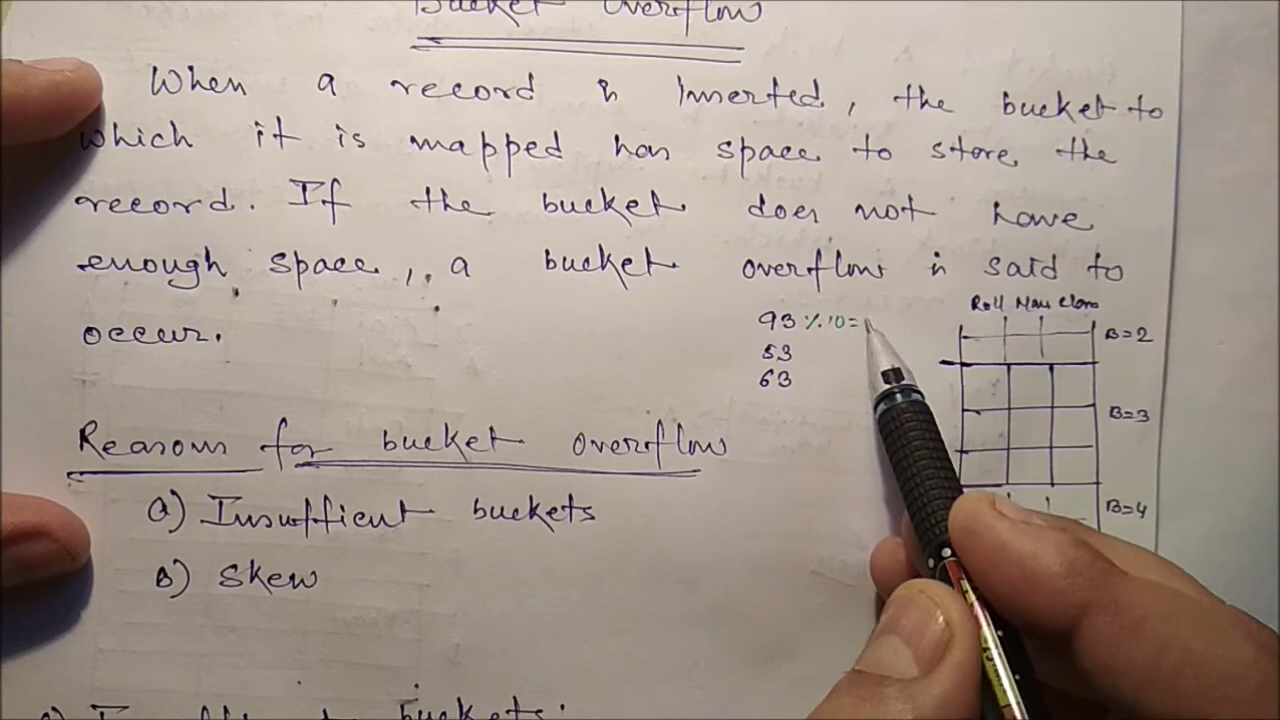 Bucket Overflow
When a record is inserted, the bucket to
which it is mapped has space to store the
record. If the bucket does not have
enough space, a bucket overflow is said to
occur.
Roll Class
93 % 10 =
53
63
B=2
B=3
B=4
Reasons for bucket overflow
a) Insufficient buckets
B) Skew
buckets: